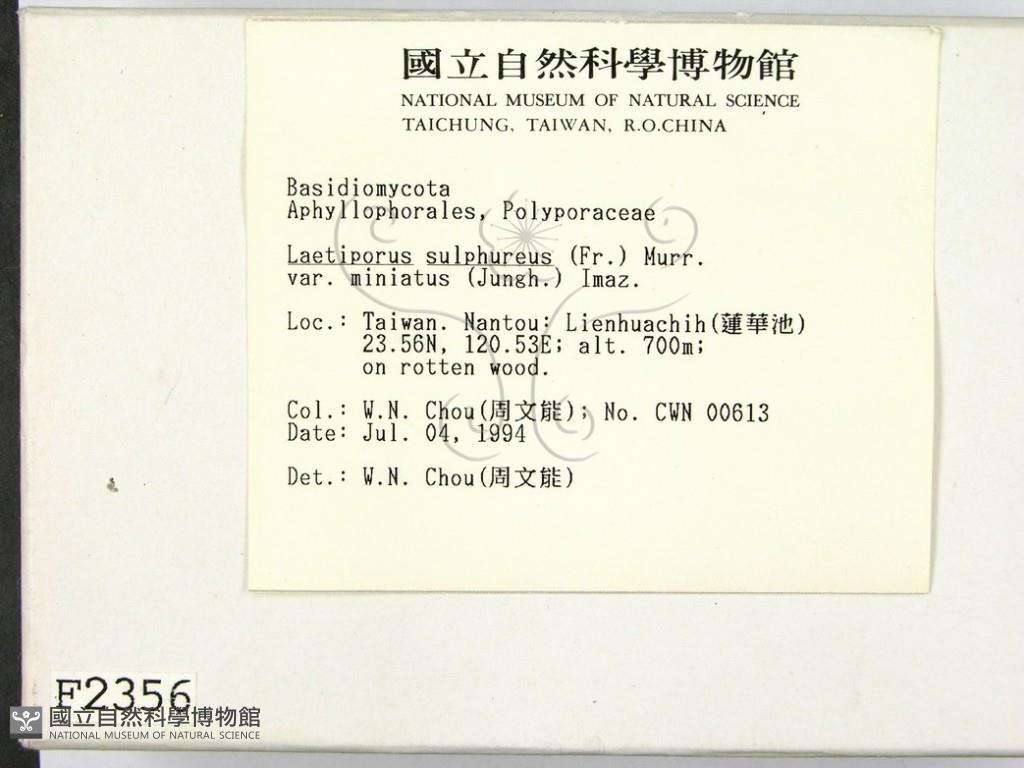 國立自然科學博物館
NATIONAL MUSEUM OF NATURAL SCIENCE
TAICHUNG, TAIWAN, R.O.CHINA
Basidiomycota
Aphyllophorales, Polyporaceae
Laetiporus sulphureus (Fr.) Murr.
var. miniatus (Jungh.) Imaz.
Loc.: Taiwan. Nantou: Lienhuachih(蓮華池)
23.56N, 120.53E; alt. 700m;
on rotten wood.
Col.: W.N. Chou(周文能); No. CWN 00613
Date: Jul. 04, 1994
Det.: W.N. Chou(周文能)
F2356
國立自然科學博物館
NATIONAL MUSEUM OF NATURAL SCIENCE